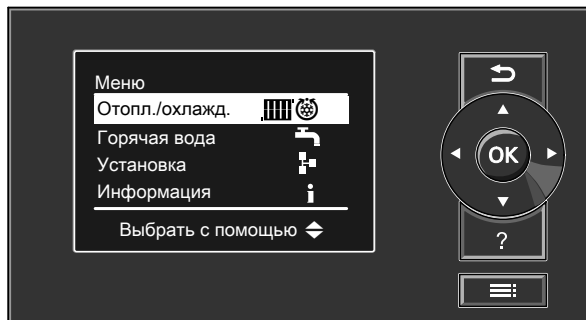 Меню
Отопл./охлажд.
Горячая вода
Установка
Информация
Выбрать с помощью
OK
?